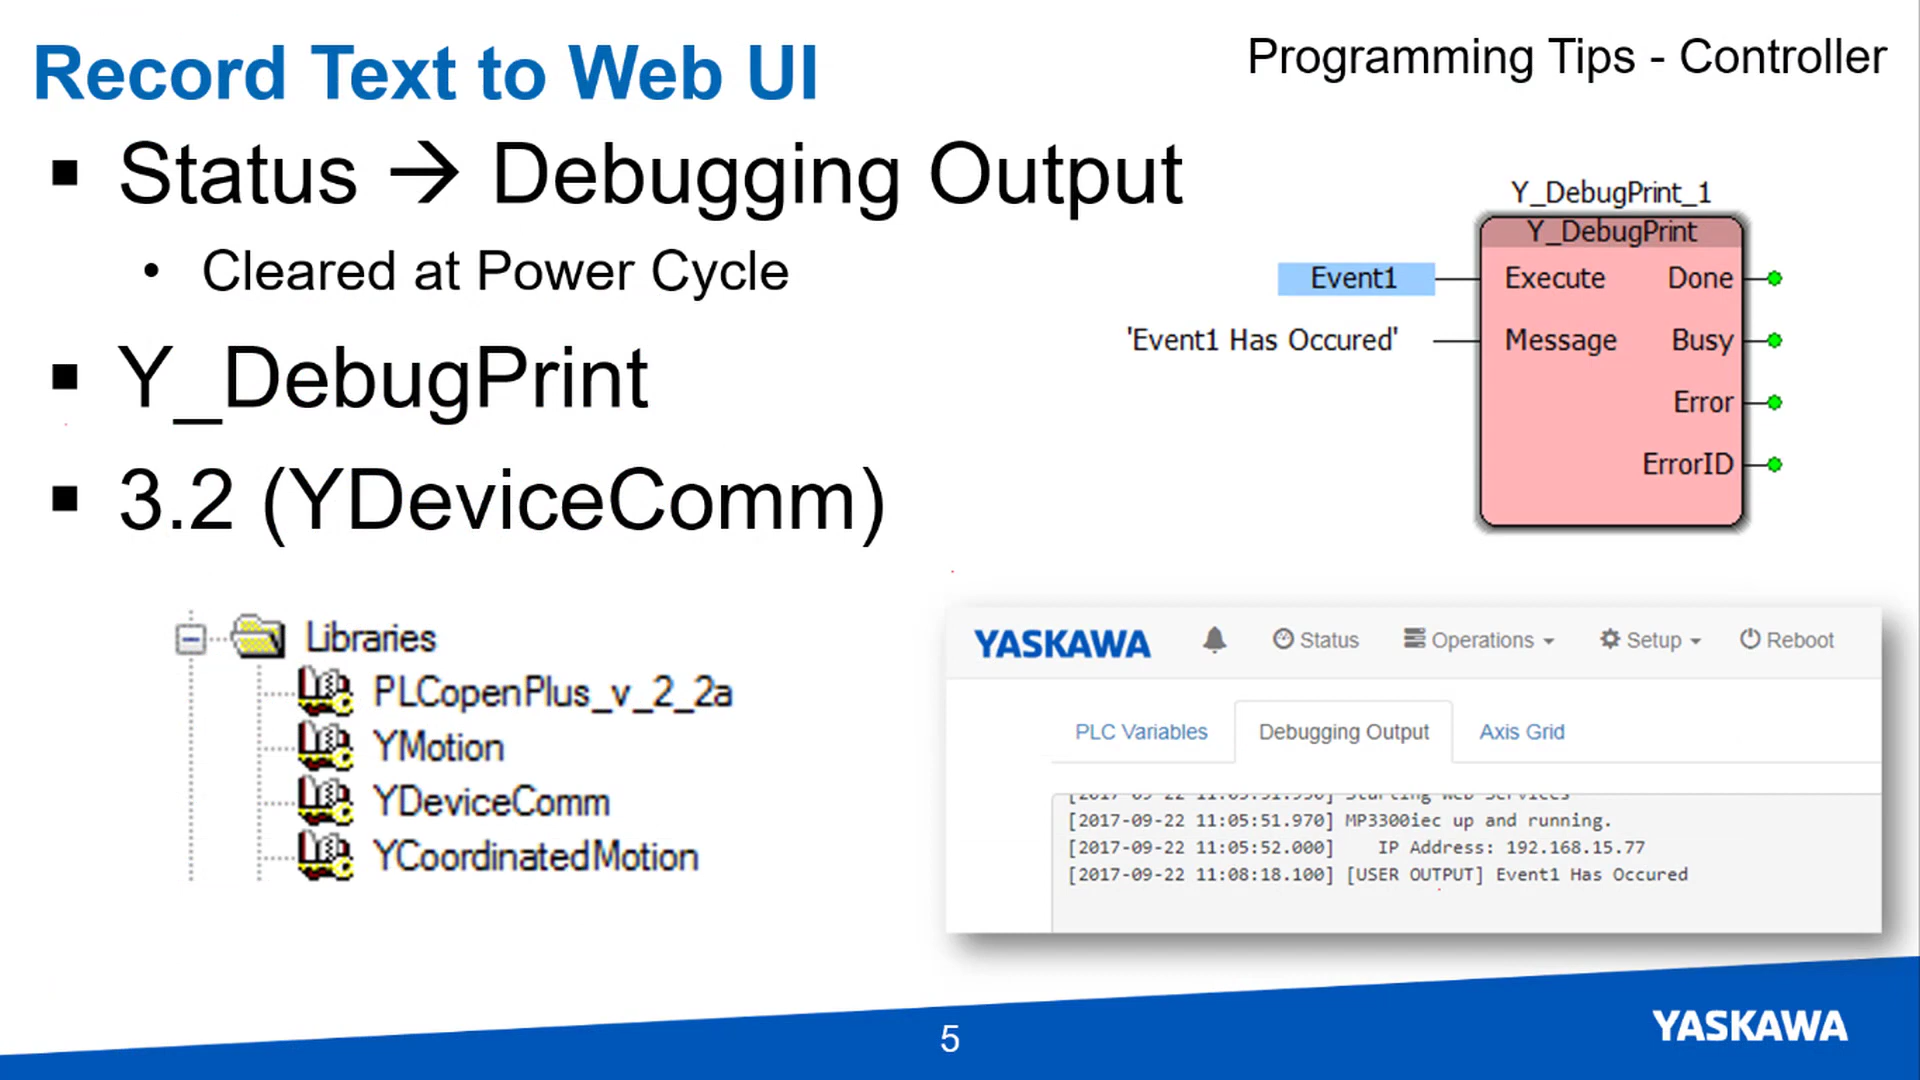 Record Text to Web UI
Programming Tips - Controller
Status → Debugging Output
Cleared at Power Cycle
Y_DebugPrint
3.2 (YDeviceComm)
Y_DebugPrint_1
Y_DebugPrint
Event1 Execute Done
'Event1 Has Occured' Message Busy
Error
ErrorID
Libraries
PLCopenPlus_v_2_2a
YMotion
YDeviceComm
YCoordinatedMotion
YASKAWA Status Operations Setup Reboot
PLC Variables Debugging Output Axis Grid
Starting Web Services
[2017-09-22 11:05:51.970] MP3300iec up and running.
[2017-09-22 11:05:52.000] IP Address: 192.168.15.77
[2017-09-22 11:08:18.100] [USER OUTPUT] Event1 Has Occured
5
YASKAWA